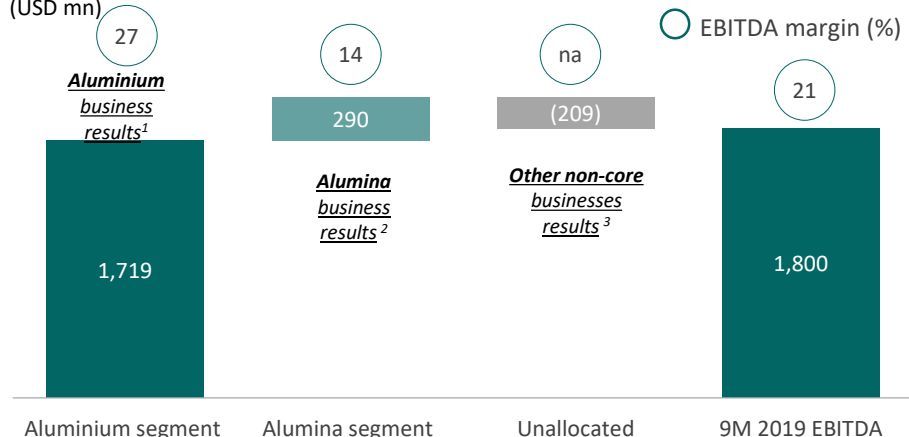 (USD mn)
27
14
na
EBITDA margin (%)
21
Aluminium
business
results1
290
(209)
Alumina
business
results 2
Other non-core
businesses
results 3
1,719
1,800
Aluminium segment
Alumina segment
Unallocated
9M 2019 EBITDA